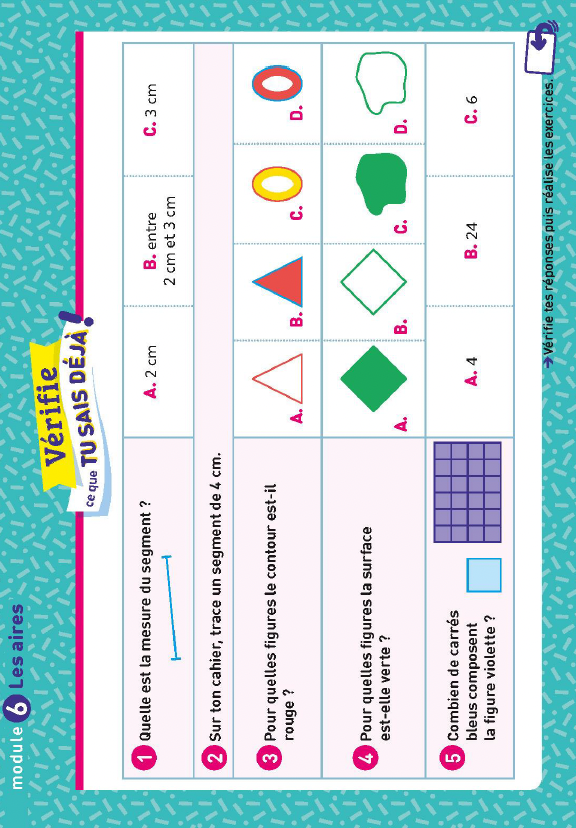 module 6 Les aires
Vérifie
ce que TU SAIS DÉJÀ !
1 Quelle est la mesure du segment ?
A. 2 cm
B. entre
2 cm et 3 cm
C. 3 cm
2 Sur ton cahier, trace un segment de 4 cm.
3 Pour quelles figures le contour est-il
rouge ?
A.
B.
C.
D.
4 Pour quelles figures la surface
est-elle verte ?
A.
B.
C.
D.
5 Combien de carrés
bleus composent
la figure violette ?
A. 4
B. 24
C. 6
➔ Vérifie tes réponses puis réalise les exercices.